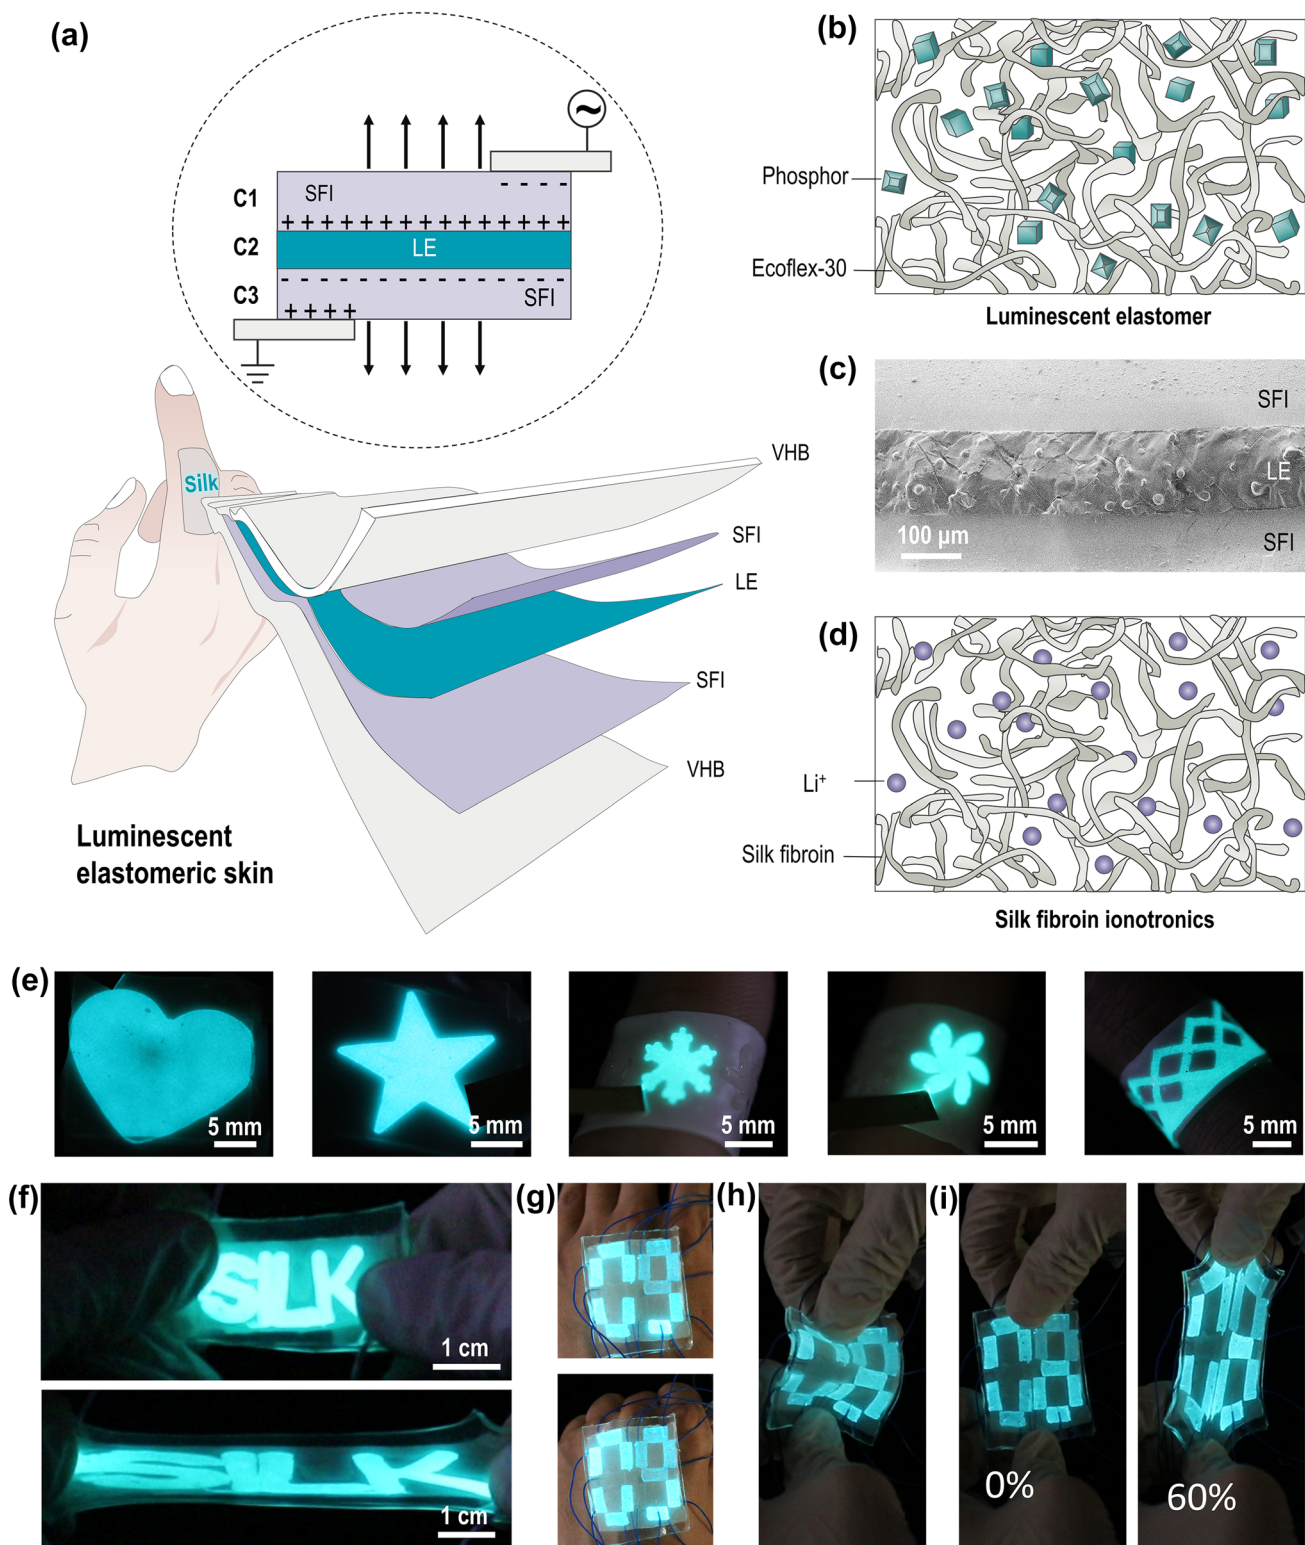 (a)
~
C1
SFI
- - - -
+ + + + + + + + + + + + + + +
C2
LE
- - - - - - - - - - - - - - - -
C3
SFI
+ + + +
Silk
VHB
SFI
LE
SFI
VHB
Luminescent
elastomeric skin
(b)
Phosphor
Ecoflex-30
Luminescent elastomer
(c)
SFI
LE
100 µm
SFI
(d)
Li⁺
Silk fibroin
Silk fibroin ionotronics
(e)
5 mm
5 mm
5 mm
5 mm
5 mm
(f)
SILK
1 cm
SILK
1 cm
(g)
(h)
(i)
0%
60%